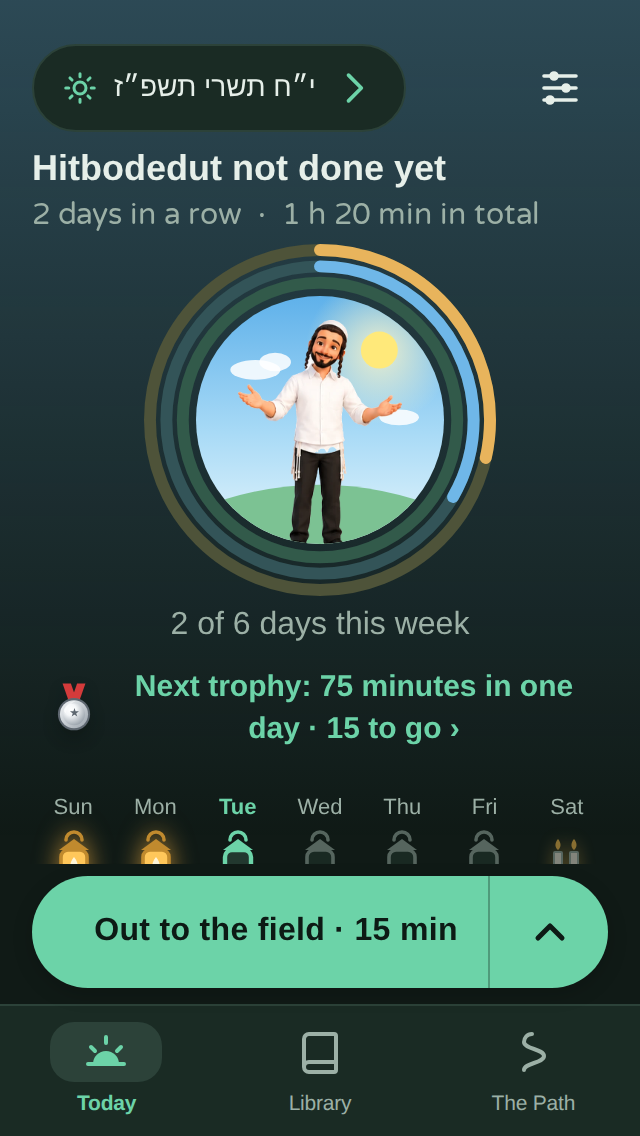 י״ח תשרי תשפ״ז
Hitbodedut not done yet
2 days in a row · 1 h 20 min in total
2 of 6 days this week
Next trophy: 75 minutes in one
day · 15 to go ›
Sun Mon Tue Wed Thu Fri Sat
Out to the field · 15 min
Today Library The Path